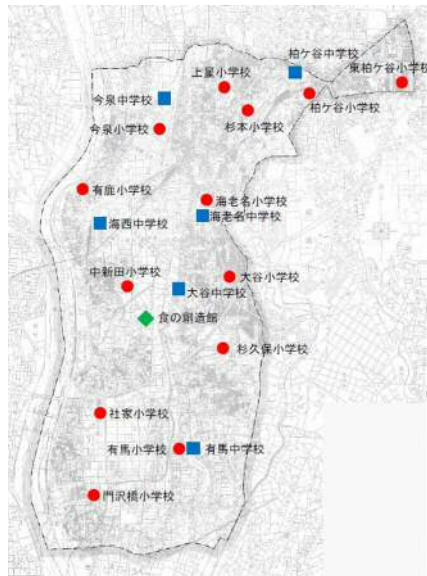 柏ケ谷中学校
上星小学校
東柏ケ谷小学校
今泉中学校
柏ケ谷小学校
杉本小学校
今泉小学校
有鹿小学校
海老名小学校
海老名中学校
海西中学校
中新田小学校
大谷小学校
大谷中学校
食の創造館
杉久保小学校
社家小学校
有馬小学校
有馬中学校
門沢橋小学校